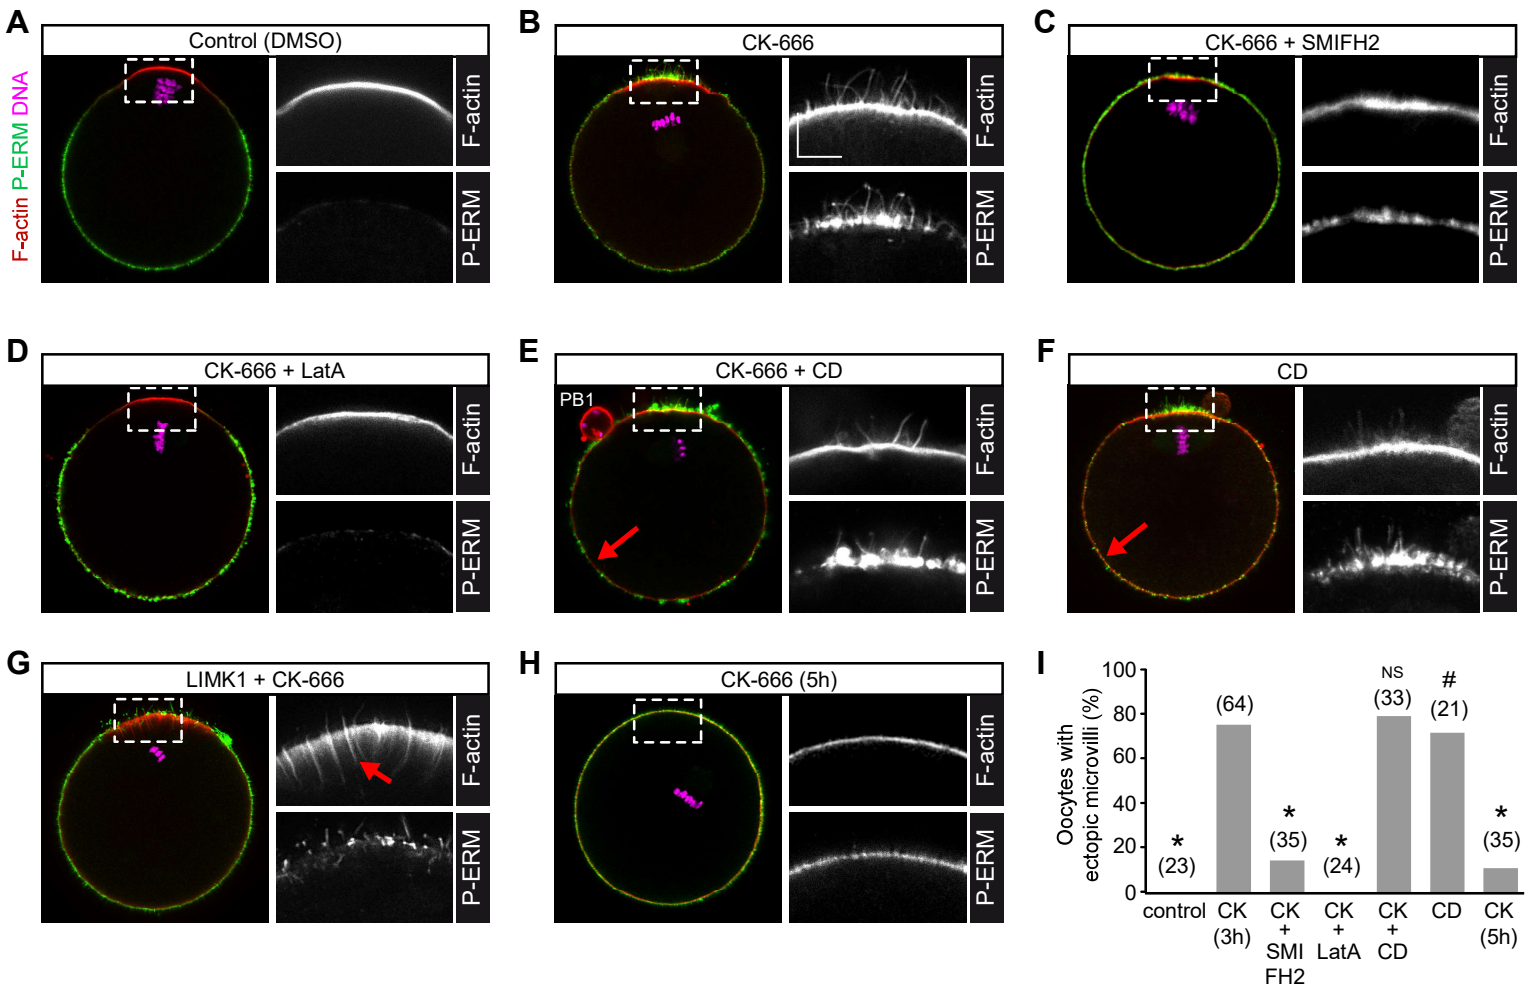 A
Control (DMSO)
F-actin P-ERM DNA
F-actin
P-ERM
B
CK-666
F-actin
P-ERM
C
CK-666 + SMIFH2
F-actin
P-ERM
D
CK-666 + LatA
F-actin
P-ERM
E
CK-666 + CD
PB1
F-actin
P-ERM
F
CD
F-actin
P-ERM
G
LIMK1 + CK-666
F-actin
P-ERM
H
CK-666 (5h)
F-actin
P-ERM
I
Oocytes with
ectopic microvilli (%)
100
80
60
40
20
0
*
(23)
(64)
*
(35)
*
(24)
NS
(33)
#
(21)
*
(35)
control
CK
(3h)
CK
+
SMI
FH2
CK
+
LatA
CK
+
CD
CD
CK
(5h)